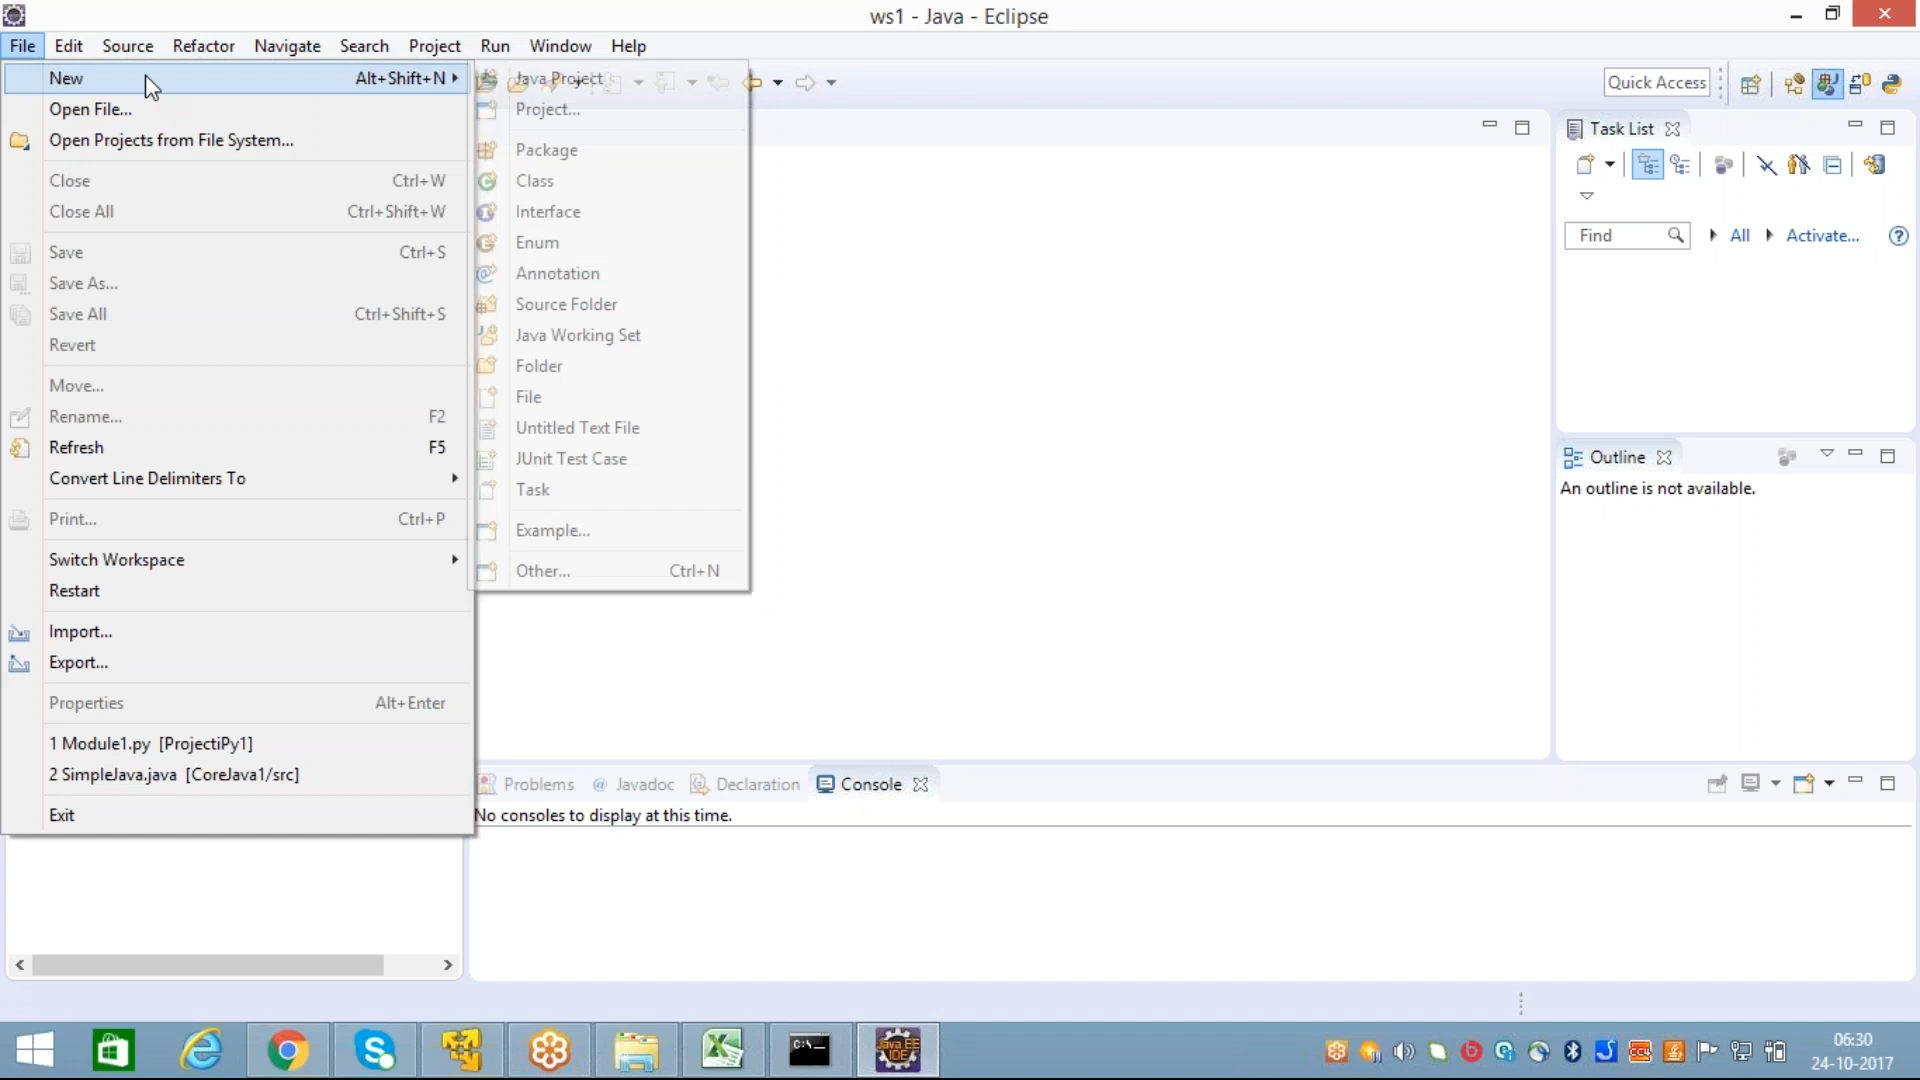 ws1 - Java - Eclipse
File Edit Source Refactor Navigate Search Project Run Window Help
New Alt+Shift+N
Open File...
Open Projects from File System...
Close Ctrl+W
Close All Ctrl+Shift+W
Save Ctrl+S
Save As...
Save All Ctrl+Shift+S
Revert
Move...
Rename... F2
Refresh F5
Convert Line Delimiters To
Print... Ctrl+P
Switch Workspace
Restart
Import...
Export...
Properties Alt+Enter
1 Module1.py [ProjectiPy1]
2 SimpleJava.java [CoreJava1/src]
Exit
Java Project
Project...
Package
Class
Interface
Enum
Annotation
Source Folder
Java Working Set
Folder
File
Untitled Text File
JUnit Test Case
Task
Example...
Other... Ctrl+N
Quick Access
Task List
Find All Activate...
Outline
An outline is not available.
Problems Javadoc Declaration Console
No consoles to display at this time.
Java EE
IDE
06:30
24-10-2017